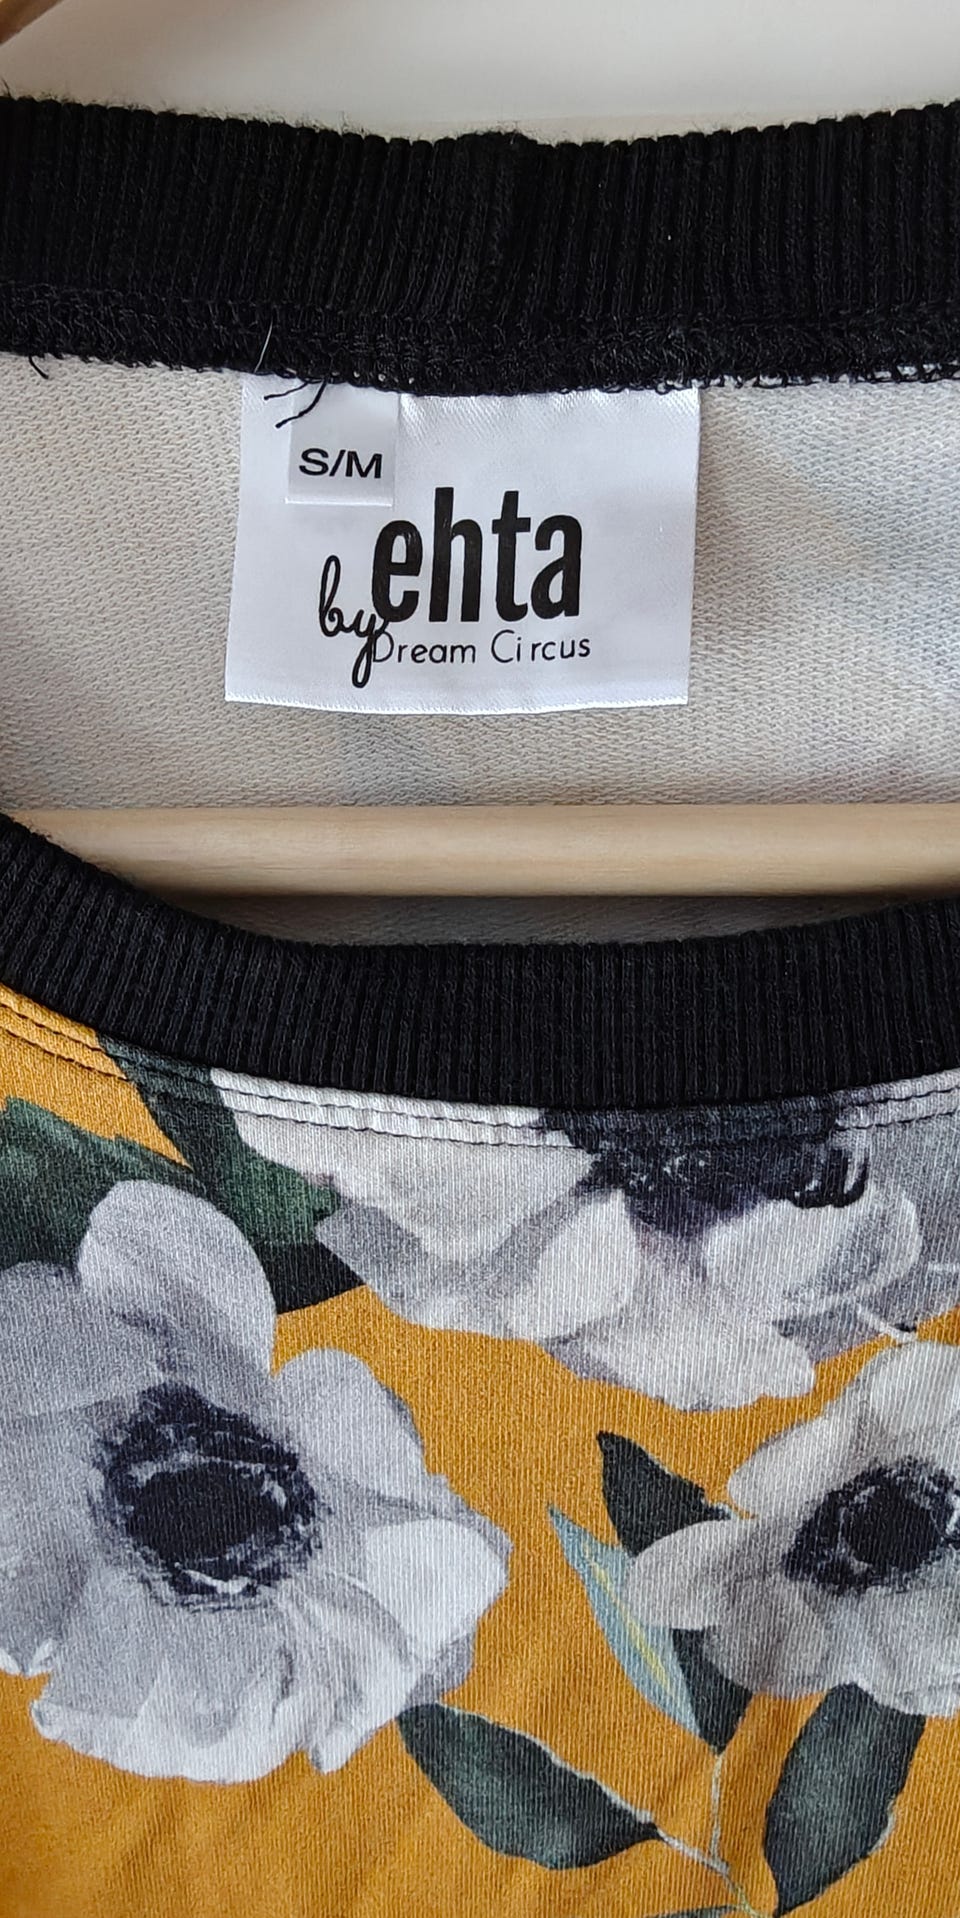 S/M
ehta
by
Dream Circus